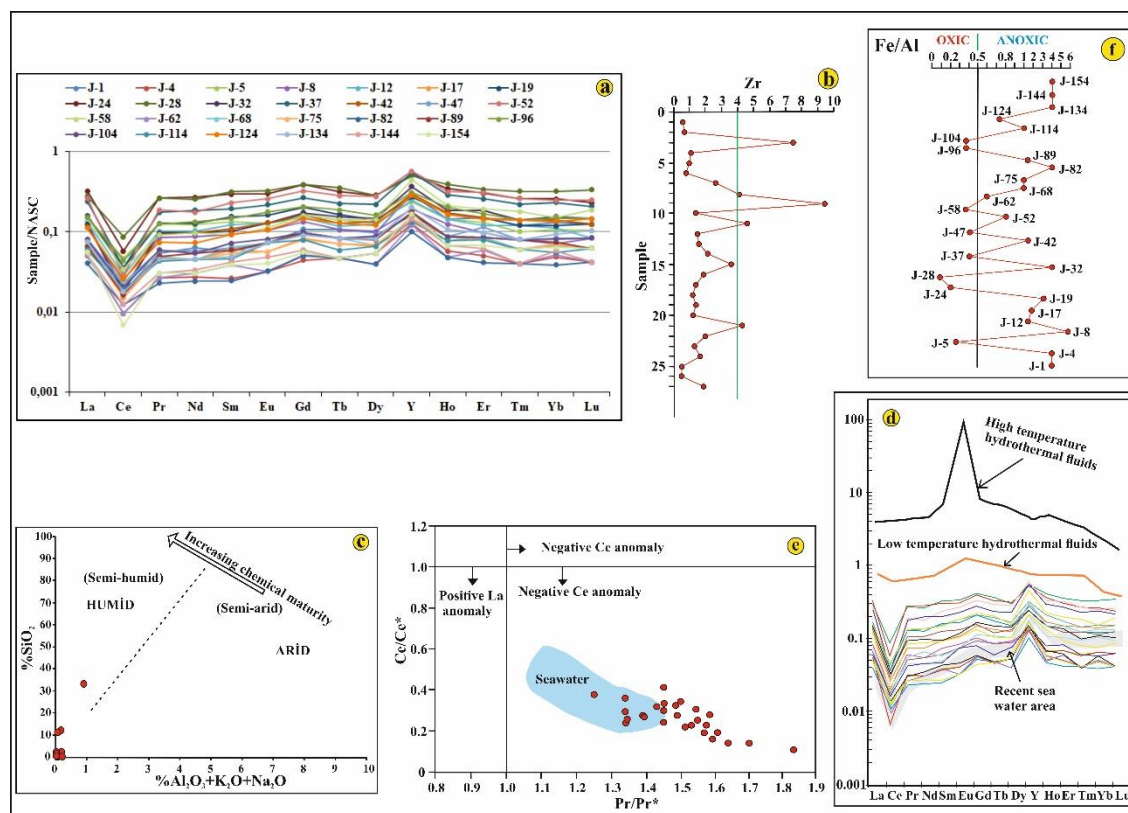 a
J-1 J-4 J-5 J-8 J-12 J-17 J-19
J-24 J-28 J-32 J-37 J-42 J-47 J-52
J-58 J-62 J-68 J-75 J-82 J-89 J-96
J-104 J-114 J-124 J-134 J-144 J-154
Sample/NASC
1
0,1
0,01
0,001
La Ce Pr Nd Sm Eu Gd Tb Dy Y Ho Er Tm Yb Lu
b
Zr
0 1 2 3 4 5 6 7 8 9 10
Sample
0
5
10
15
20
25
f
Fe/Al
OXIC ANOXIC
0 0.2 0.5 0.8 1 2 3 4 5 6
J-154
J-144
J-134
J-124
J-114
J-104
J-96
J-89
J-82
J-75
J-68
J-62
J-58
J-52
J-47
J-42
J-37
J-32
J-28
J-24
J-19
J-17
J-12
J-8
J-5
J-4
J-1
c
%SiO2
100
90
80
70
60
50
40
30
20
10
0
Increasing chemical maturity
(Semi-humid)
HUMİD
(Semi-arid)
ARİD
0 1 2 3 4 5 6 7 8 9 10
%Al2O3+K2O+Na2O
e
Ce/Ce*
1.2
1.0
0.8
0.6
0.4
0.2
0
Negative Ce anomaly
Positive La
anomaly
Negative Ce anomaly
Seawater
0.8 0.9 1.0 1.1 1.2 1.3 1.4 1.5 1.6 1.7 1.8 1.9
Pr/Pr*
d
100
10
1
0.1
0.01
0.001
High temperature
hydrothermal fluids
Low temperature hydrothermal fluids
Recent sea
water area
La Ce Pr Nd Sm Eu Gd Tb Dy Y Ho Er Tm Yb Lu